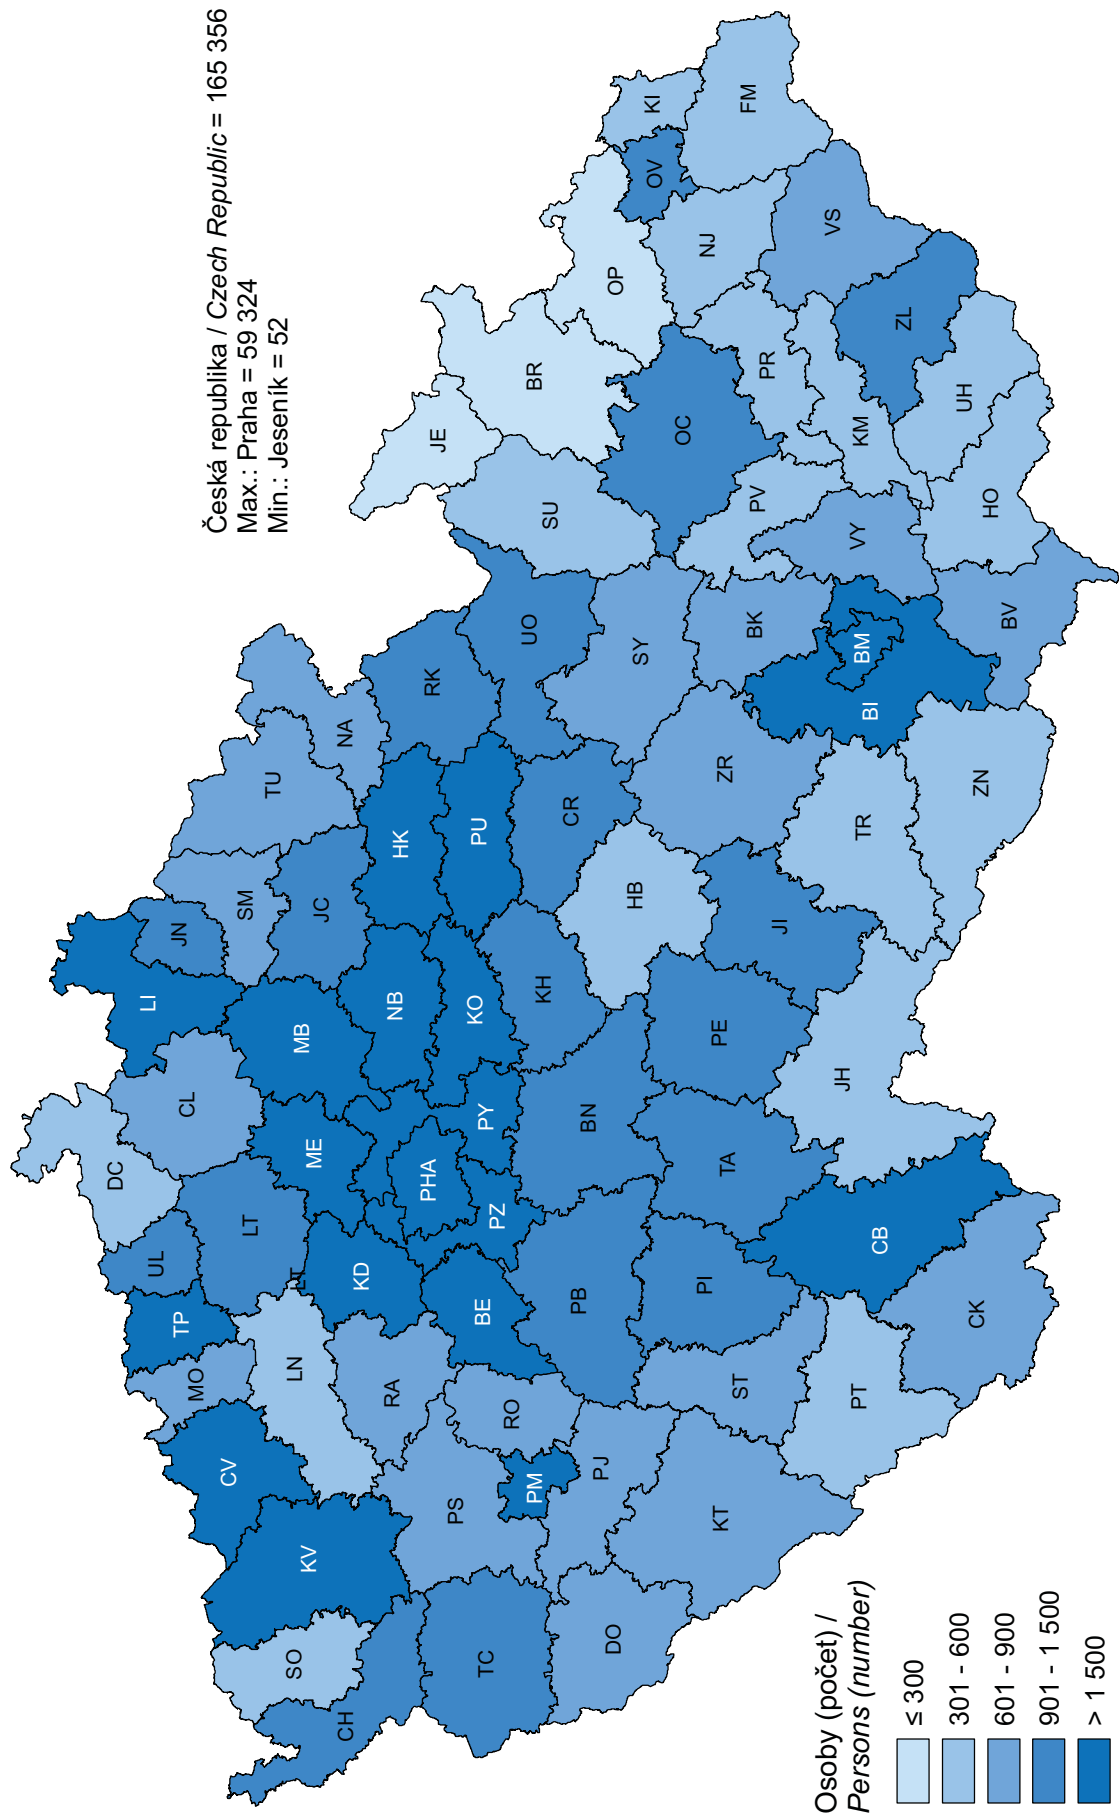 Česká republika / Czech Republic = 165 356
Max.: Praha = 59 324
Min.: Jeseník = 52
DC
LI
JN
UL
CL
SM
TU
TP
LT
MB
JC
NA
MO
ME
LT
LN
KD
NB
HK
RK
JE
CV
KV
RA
PHA
KO
PU
UO
SU
BR
SO
CH
PS
RO
BE
PZ
PY
KH
CR
SY
OC
OP
OV
KI
TC
PM
PJ
PB
BN
HB
ZR
BK
PV
PR
NJ
FM
DO
KT
ST
PI
TA
PE
JI
TR
BI
BM
VY
KM
ZL
VS
PT
CB
JH
ZN
BV
HO
UH
CK
Osoby (počet) /
Persons (number)
≤ 300
301 - 600
601 - 900
901 - 1 500
> 1 500